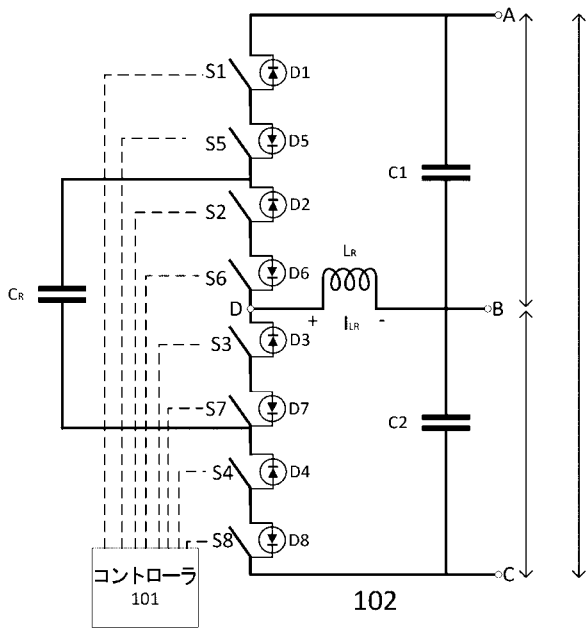 A
S1
D1
S5
D5
C1
S2
D2
CR
S6
D6
LR
D
B
+
ILR
-
S3
D3
S7
D7
C2
S4
D4
S8
D8
コントローラ
101
102
C